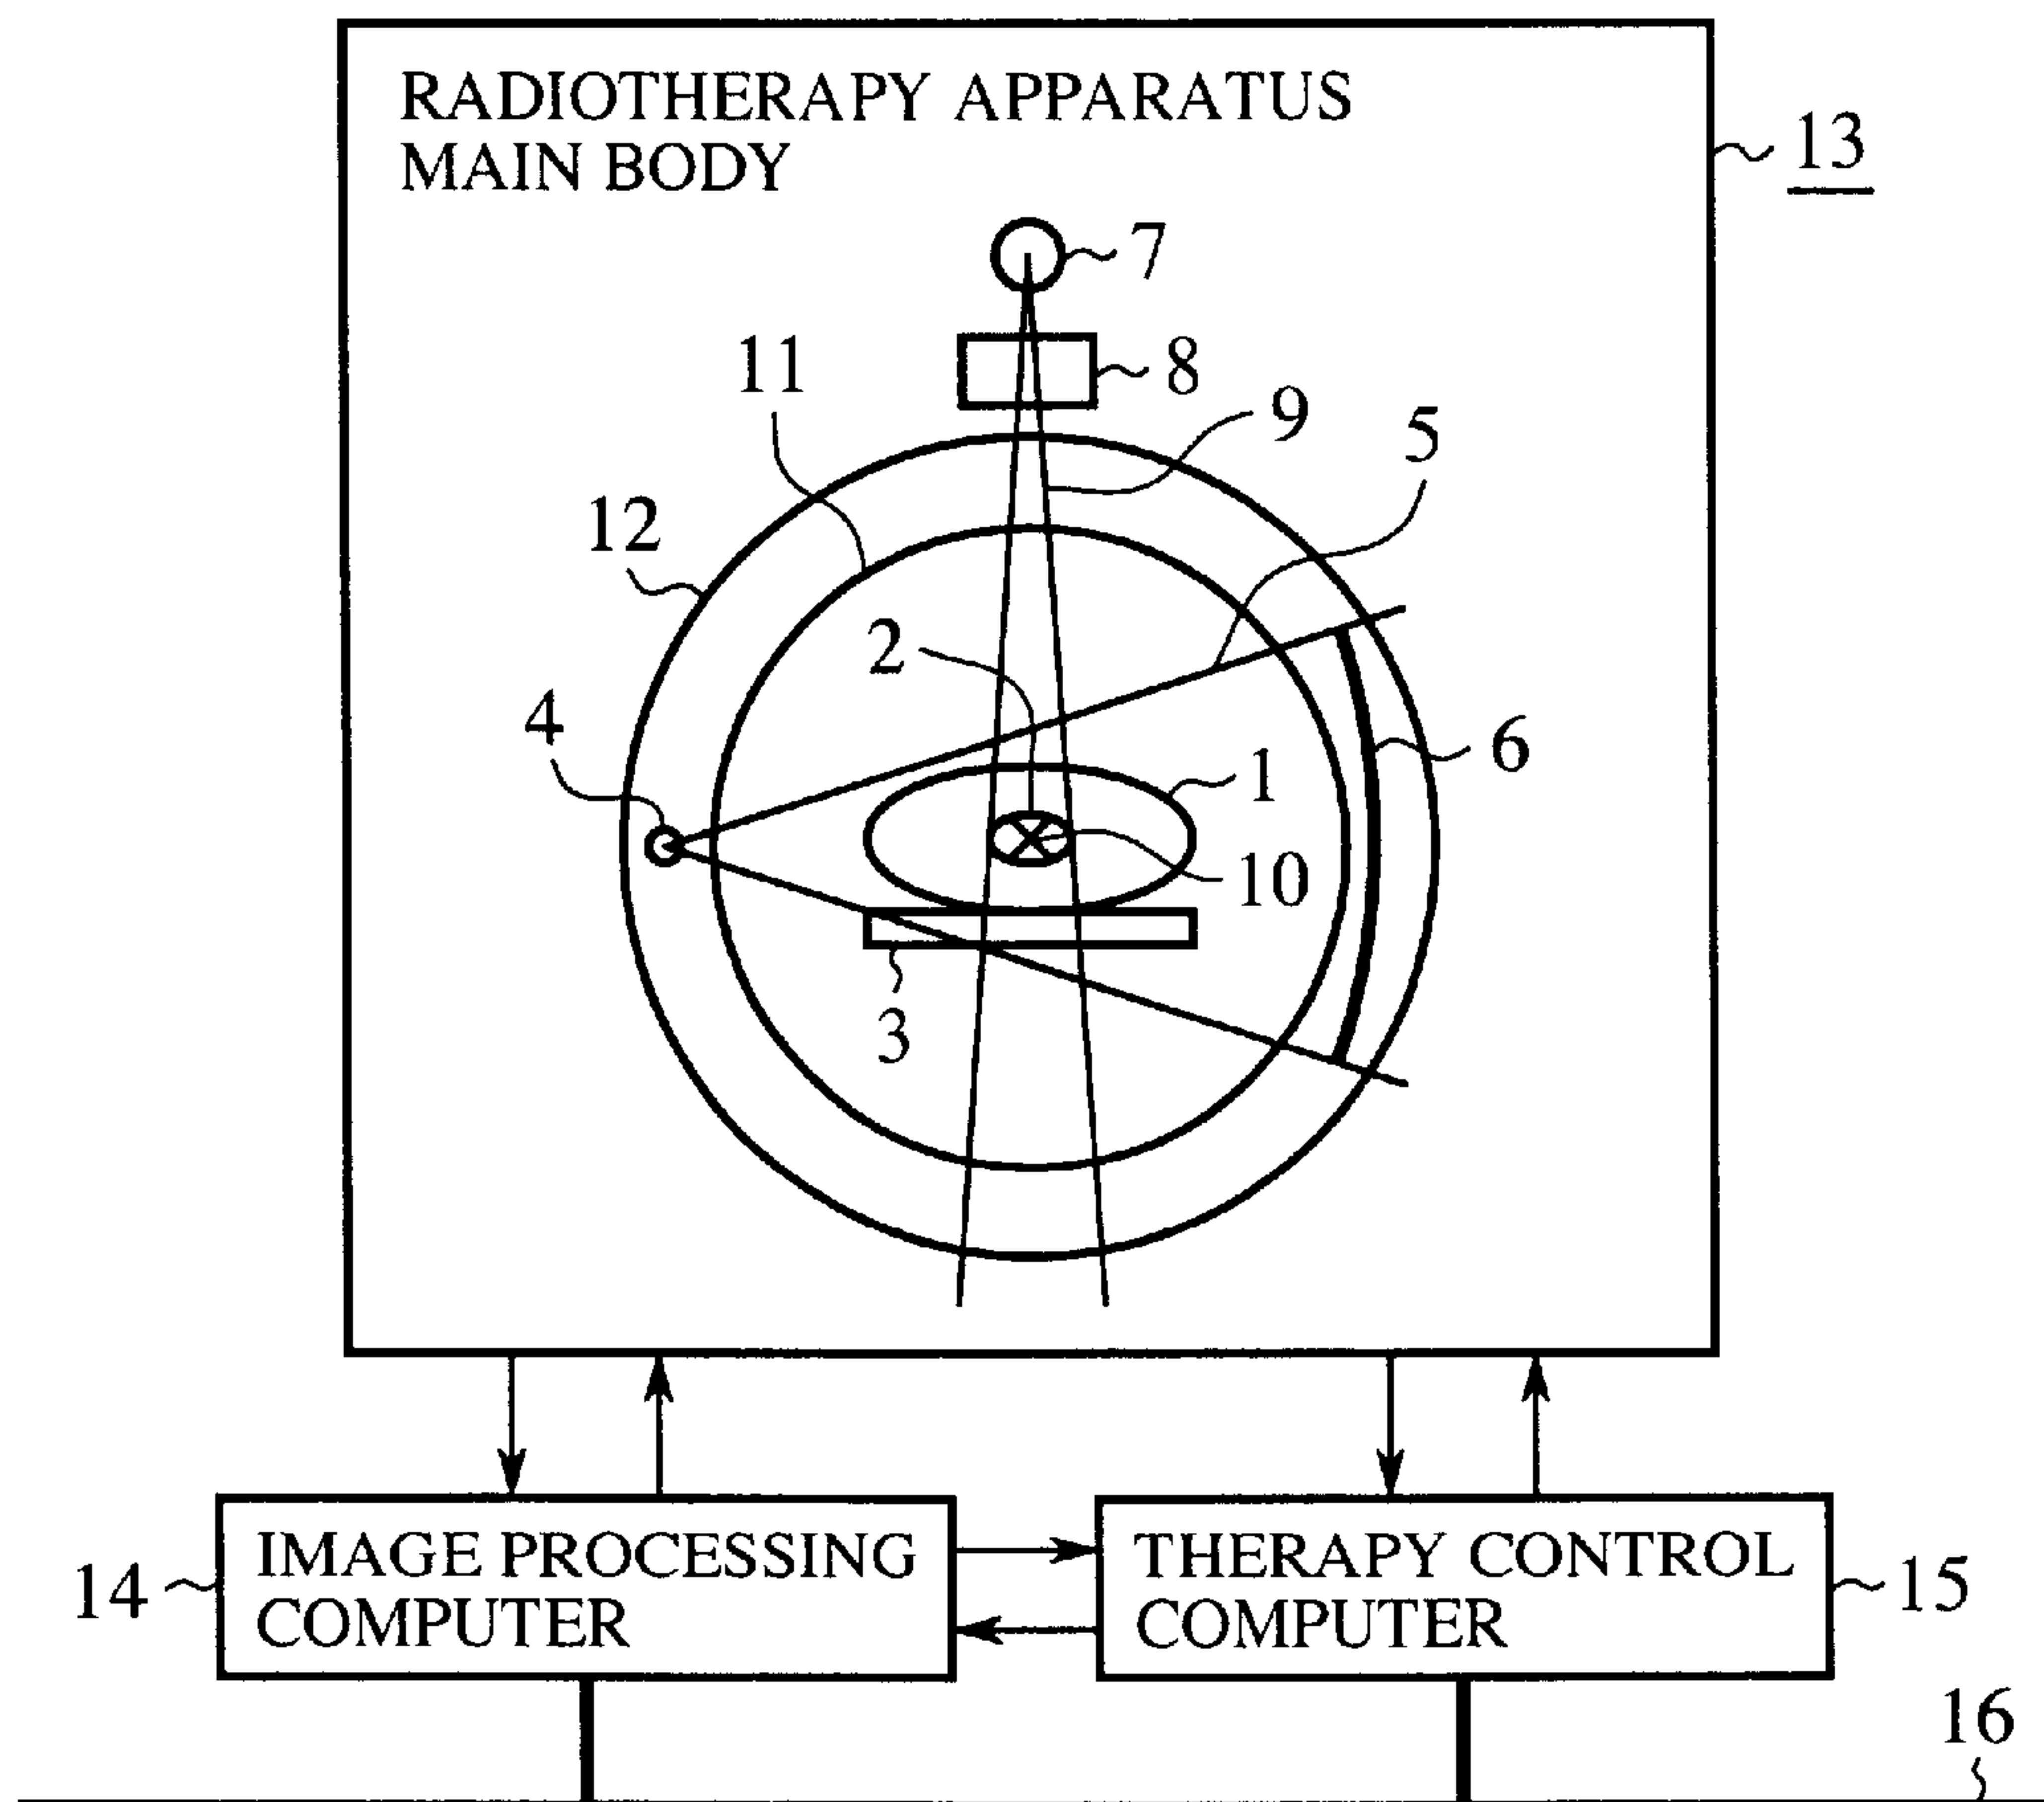 RADIOTHERAPY APPARATUS
MAIN BODY
13
7
8
11
9
5
12
2
4
6
1
10
3
IMAGE PROCESSING
COMPUTER
14
THERAPY CONTROL
COMPUTER
15
16